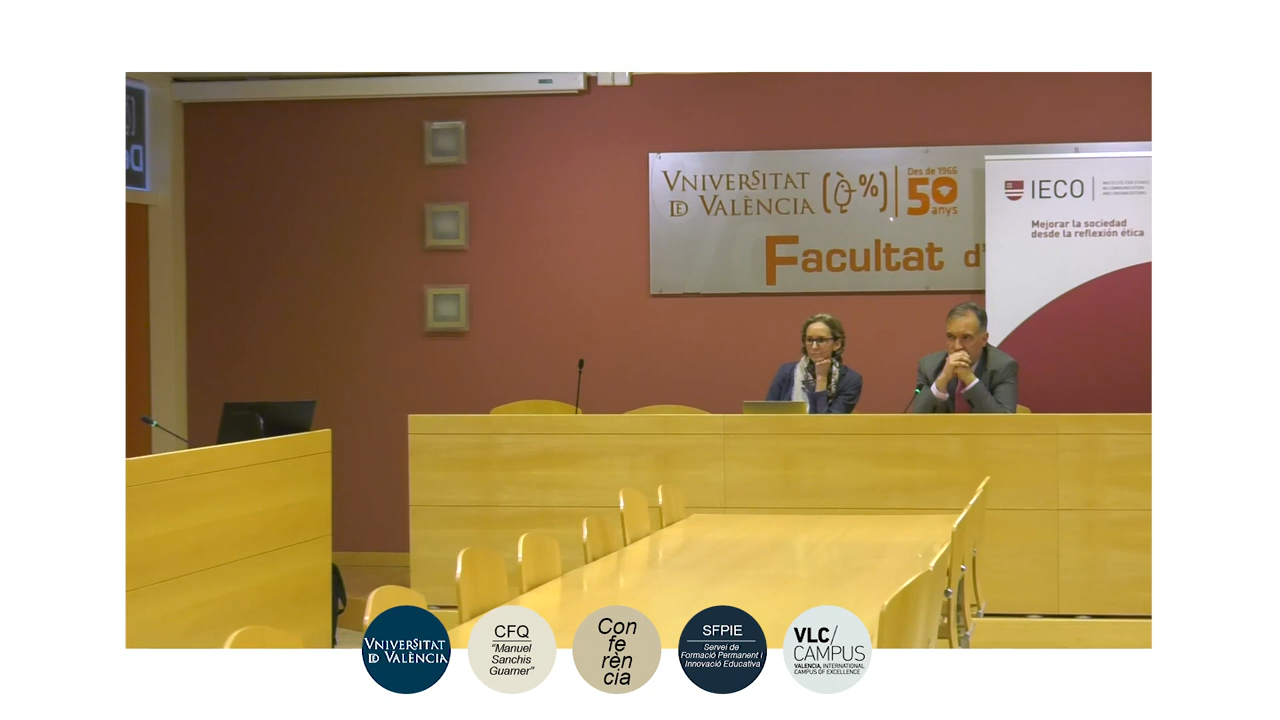 VNIVERSITAT
DE VALÈNCIA
Des de 1966
50
anys
Facultat d'
IECO
Mejorar la sociedad
desde la reflexión ética
VNIVERSITAT
DE VALÈNCIA
CFQ
"Manuel
Sanchis
Guarner"
Con
fe
rèn
cia
SFPIE
Servei de
Formació Permanent i
Innovació Educativa
VLC/
CAMPUS
VALENCIA, INTERNATIONAL
CAMPUS OF EXCELLENCE